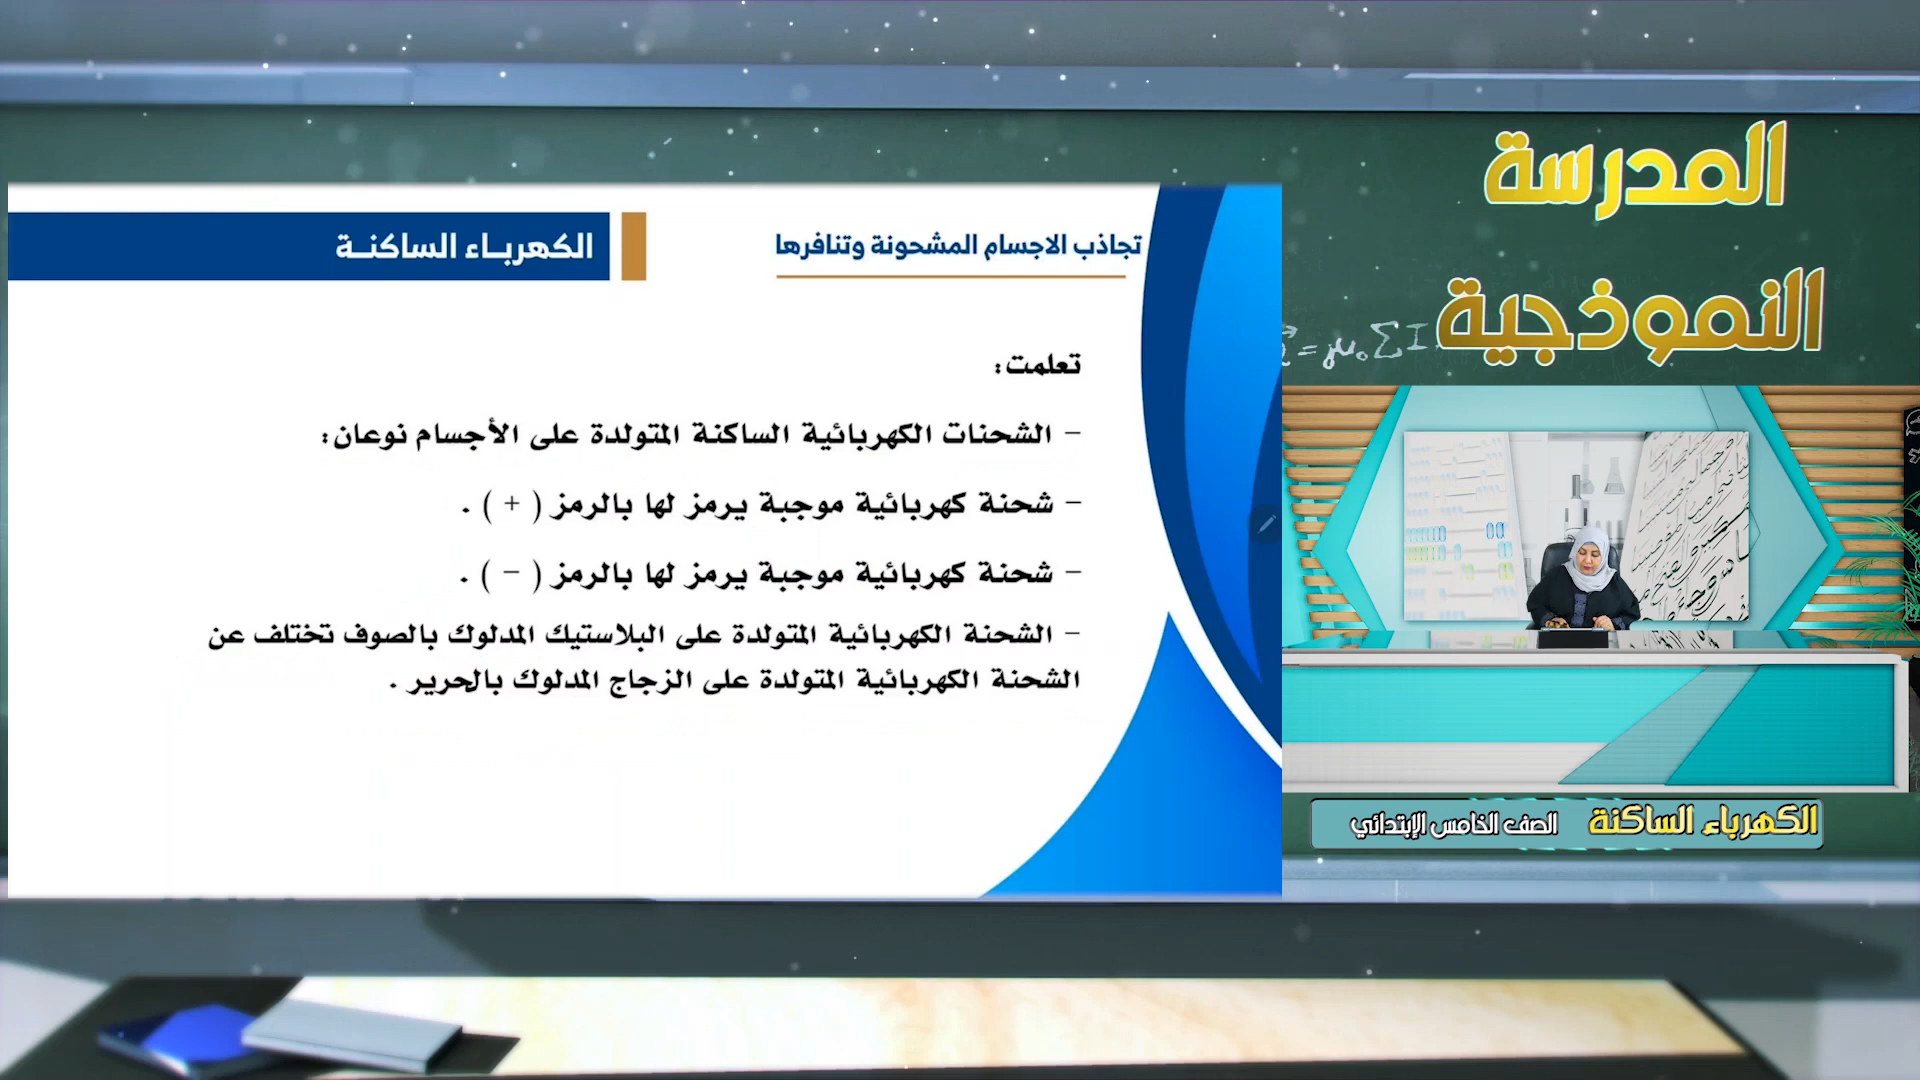 المدرسة
النموذجية
الكهرباء الساكنة
تجاذب الاجسام المشحونة وتنافرها
تعلمت:
– الشحنات الكهربائية الساكنة المتولدة على الأجسام نوعان:
– شحنة كهربائية موجبة يرمز لها بالرمز ( + ) .
– شحنة كهربائية موجبة يرمز لها بالرمز ( – ) .
– الشحنة الكهربائية المتولدة على البلاستيك المدلوك بالصوف تختلف عن
الشحنة الكهربائية المتولدة على الزجاج المدلوك بالحرير .
الكهرباء الساكنة الصف الخامس الإبتدائي